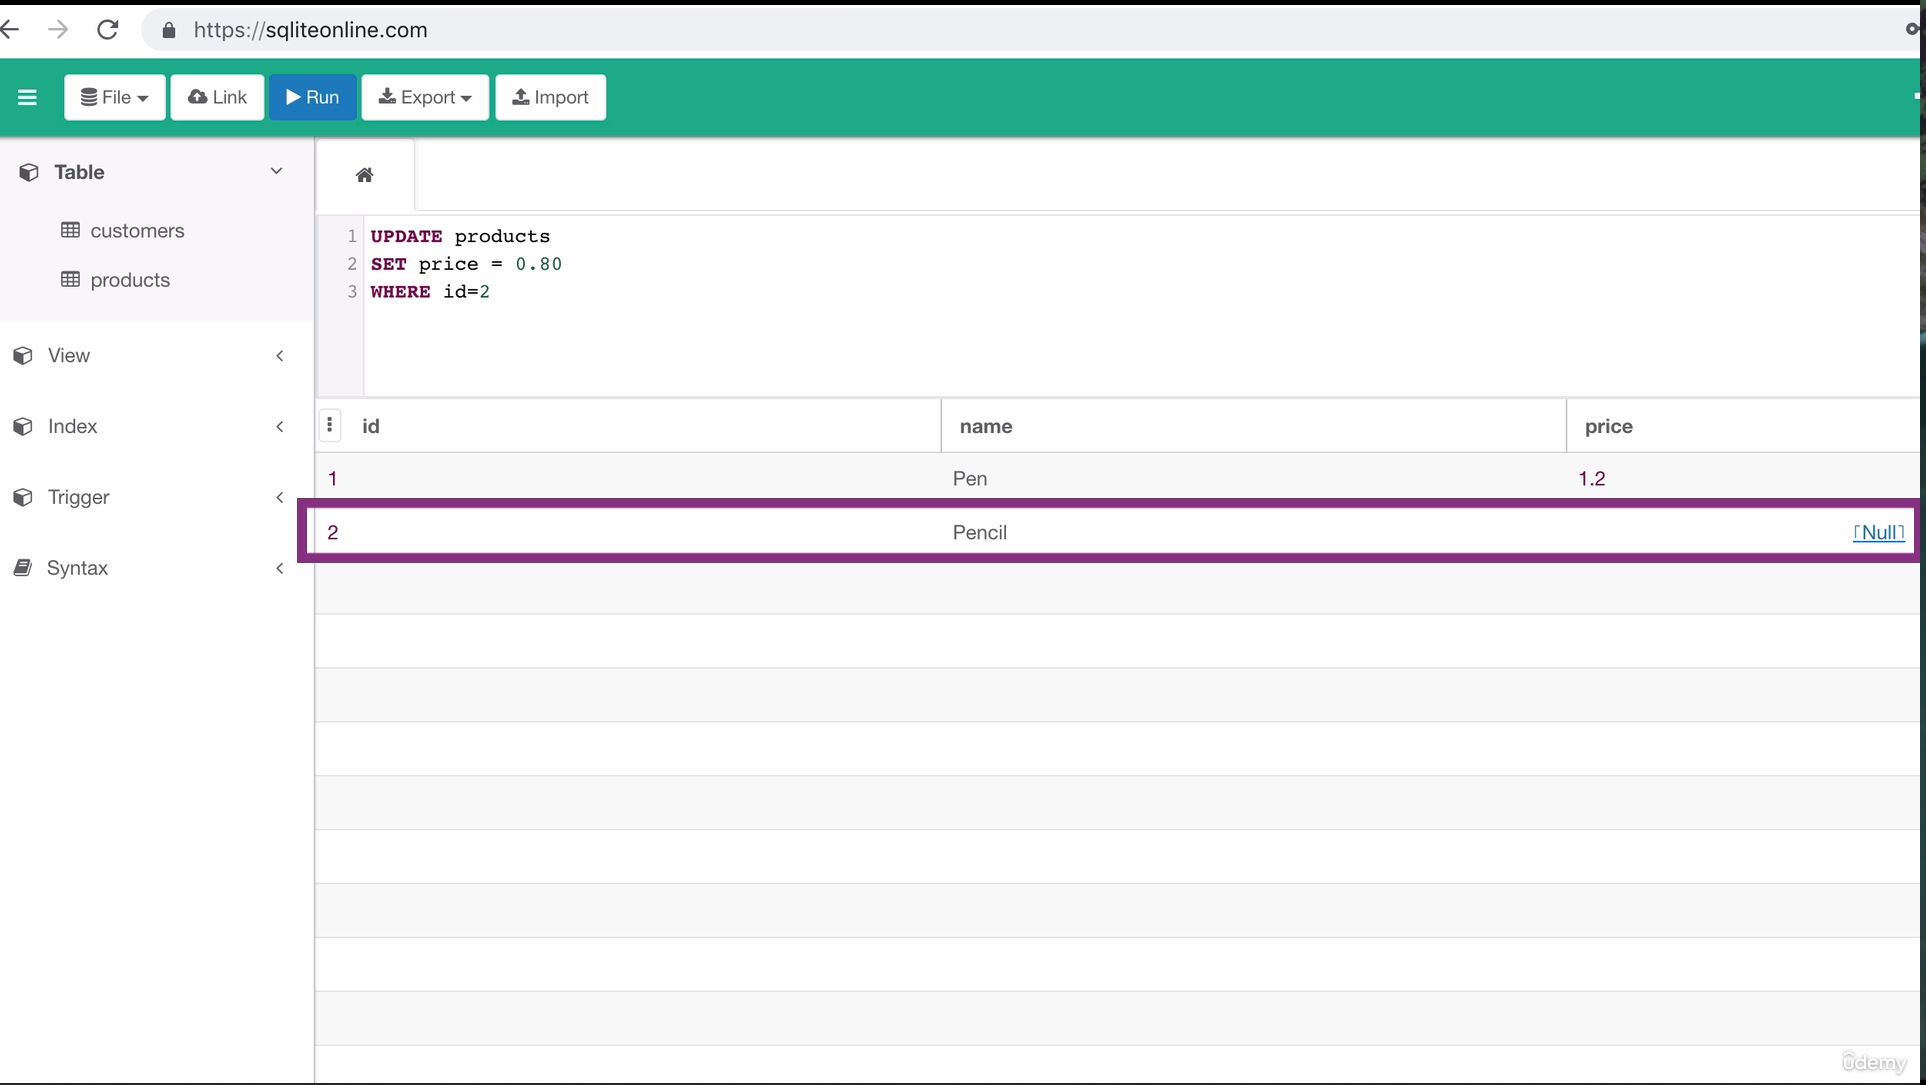 https://sqliteonline.com
File Link Run Export Import
Table
customers
products
View
Index
Trigger
Syntax
1 UPDATE products
2 SET price = 0.80
3 WHERE id=2
id name price
1 Pen 1.2
2 Pencil [Null]
ûdemy